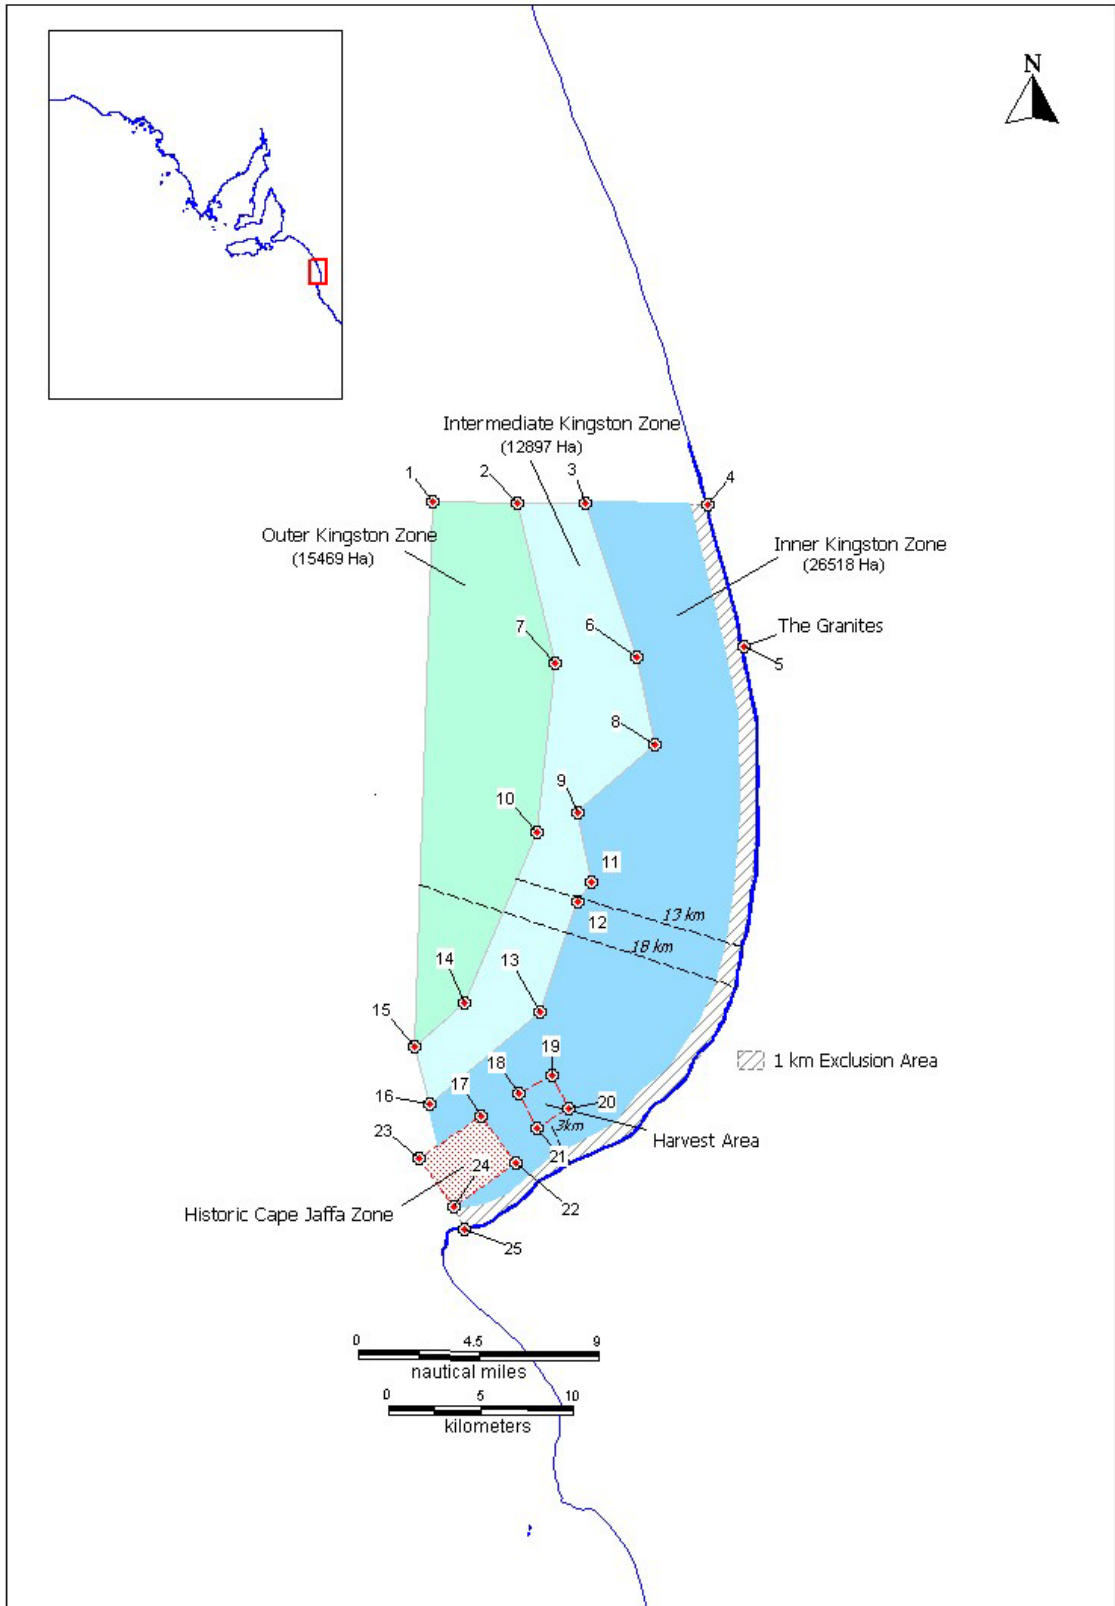 N
Intermediate Kingston Zone
(12897 Ha)
1
2
3
4
Outer Kingston Zone
(15469 Ha)
Inner Kingston Zone
(26518 Ha)
The Granites
7
6
5
8
9
10
11
12
13 km
18 km
14
13
15
19
1 km Exclusion Area
18
17
16
20
3km
Harvest Area
23
24
21
22
Historic Cape Jaffa Zone
25
0 4.5 9
nautical miles
0 5 10
kilometers